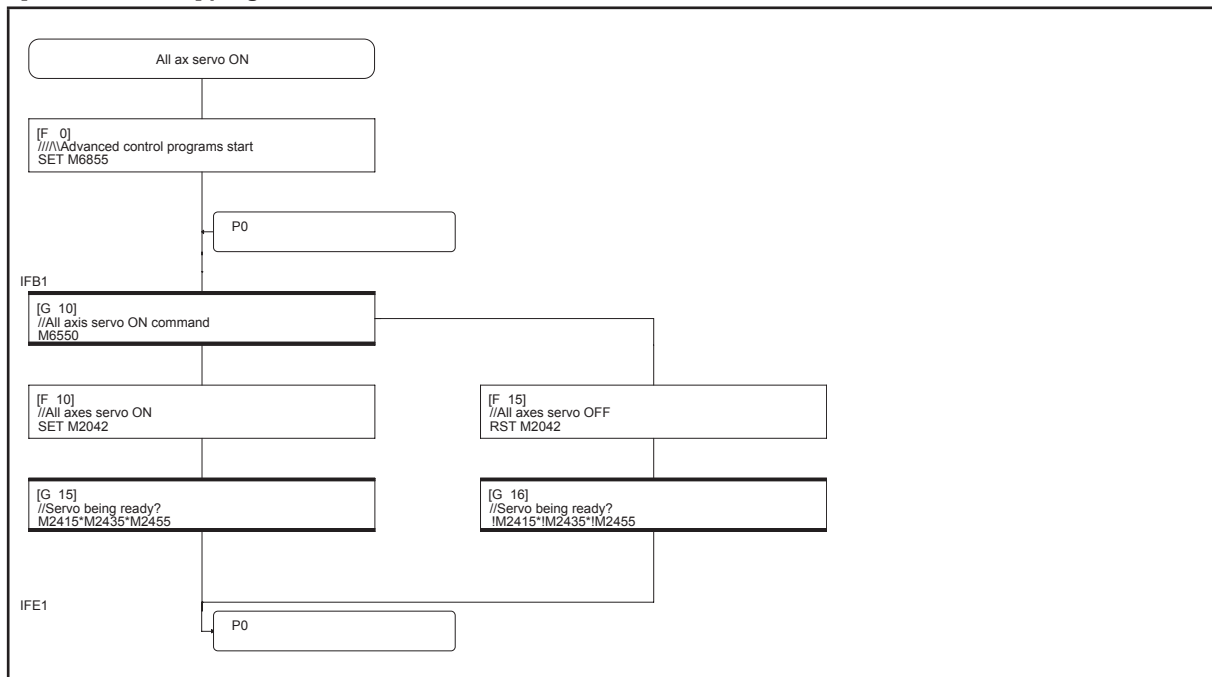 All ax servo ON
[F 0]
////\\Advanced control programs start
SET M6855
P0
IFB1
[G 10]
//All axis servo ON command
M6550
[F 10]
//All axes servo ON
SET M2042
[F 15]
//All axes servo OFF
RST M2042
[G 15]
//Servo being ready?
M2415*M2435*M2455
[G 16]
//Servo being ready?
!M2415*!M2435*!M2455
IFE1
P0